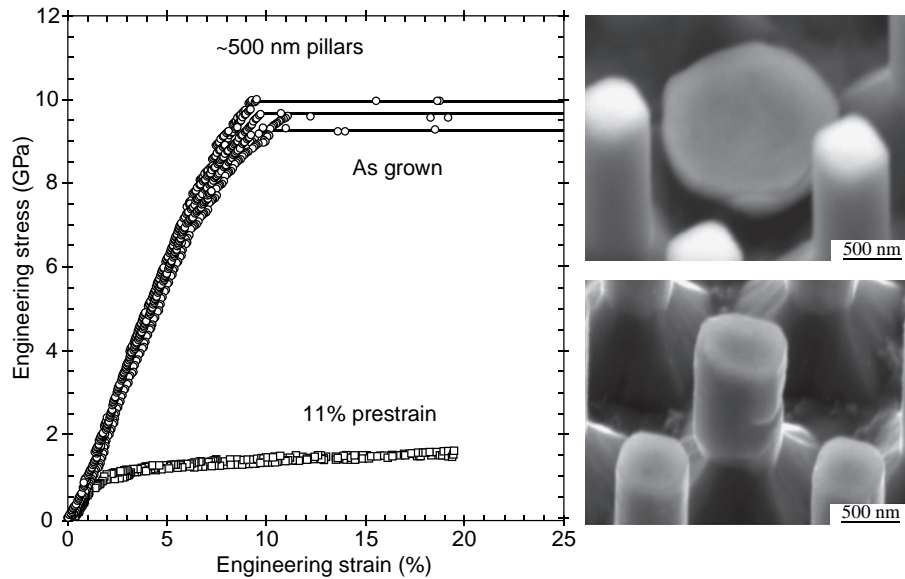 12
10
8
6
4
2
0
Engineering stress (GPa)
~500 nm pillars
As grown
11% prestrain
0
5
10
15
20
25
Engineering strain (%)
500 nm
500 nm